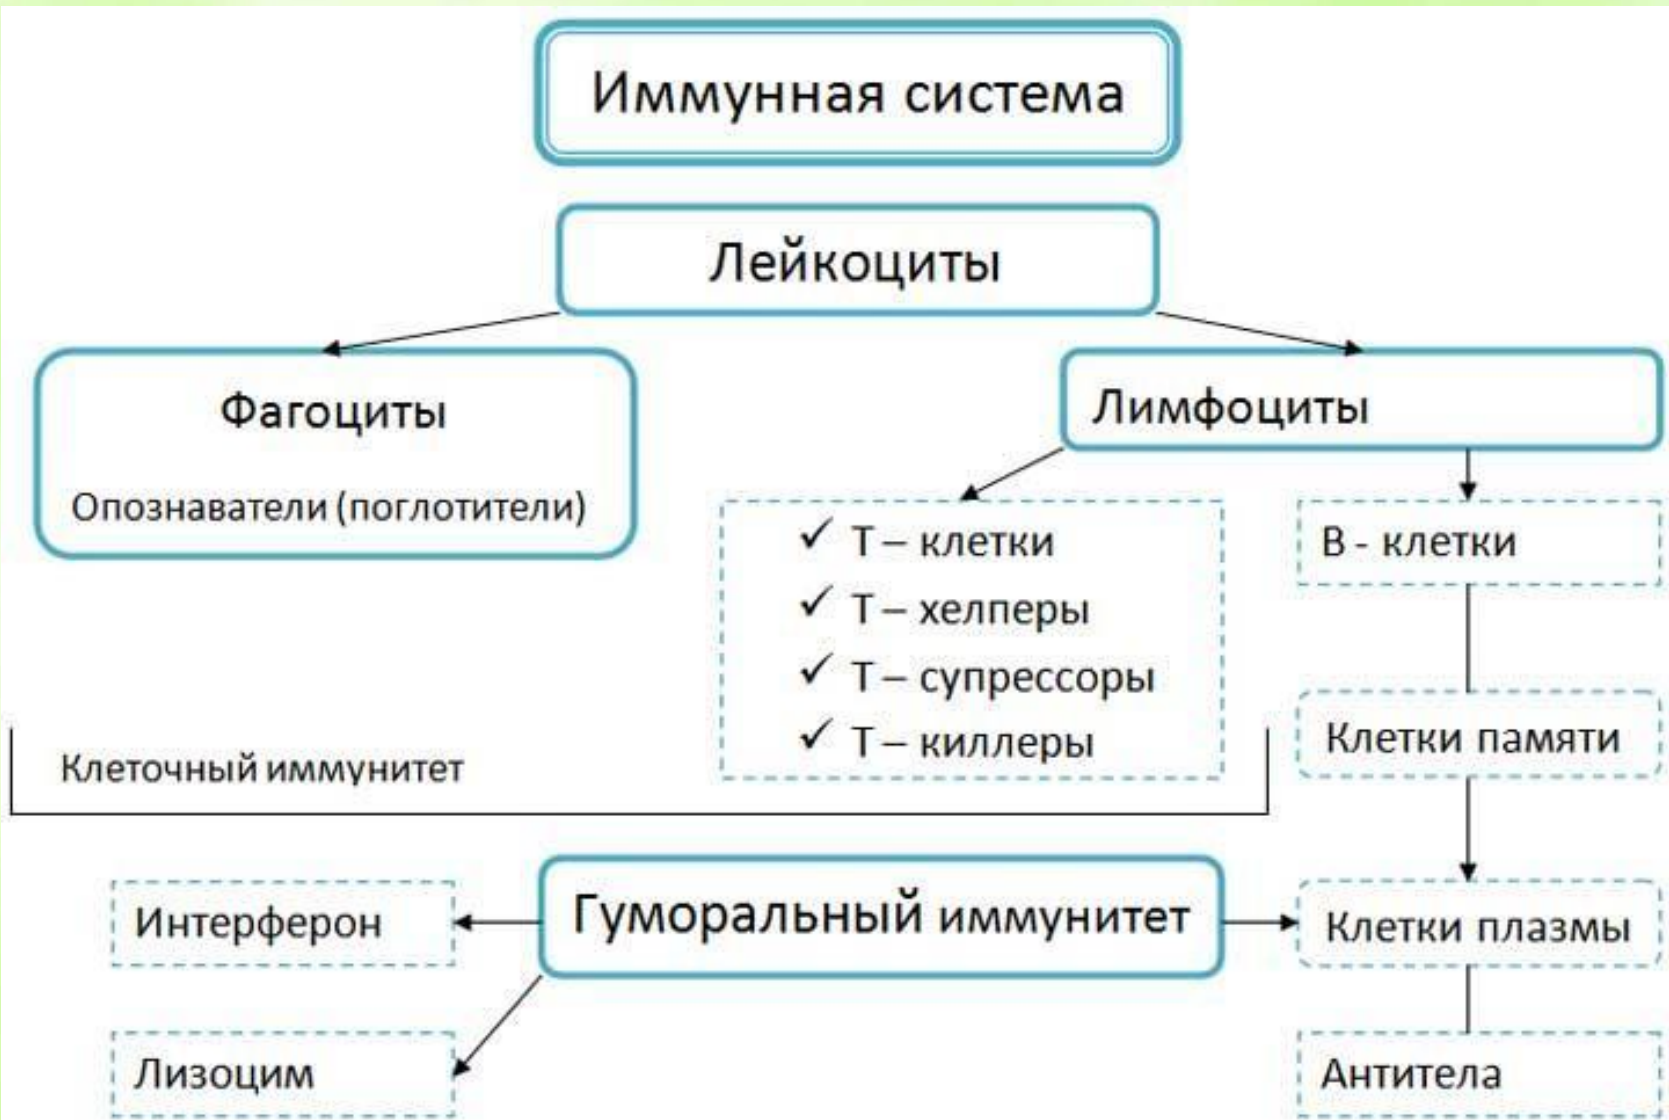 Иммунная система
Лейкоциты
Фагоциты
Опознаватели (поглотители)
Лимфоциты
✓ Т – клетки
✓ Т – хелперы
✓ Т – супрессоры
✓ Т – киллеры
В - клетки
Клетки памяти
Клеточный иммунитет
Гуморальный иммунитет
Интерферон
Лизоцим
Клетки плазмы
Антитела